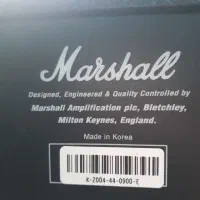 Marshall
Designed, Engineered & Quality Controlled by
Marshall Amplification plc, Bletchley,
Milton Keynes, England.
Made in Korea
K-2004-44-0900-E